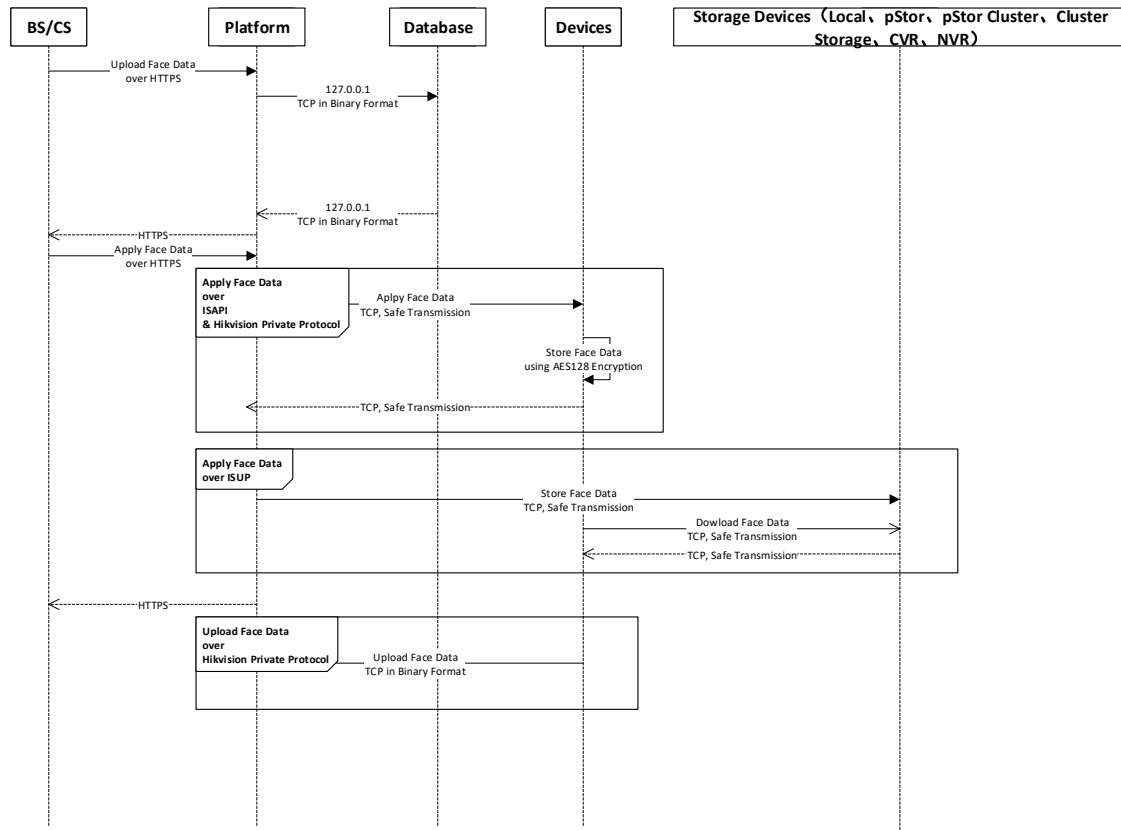 BS/CS
Platform
Database
Devices
Storage Devices（Local、pStor、pStor Cluster、Cluster
Storage、CVR、NVR）
Upload Face Data
over HTTPS
127.0.0.1
TCP in Binary Format
127.0.0.1
TCP in Binary Format
HTTPS
Apply Face Data
over HTTPS
Apply Face Data
over
ISAPI
& Hikvision Private Protocol
Aplpy Face Data
TCP, Safe Transmission
Store Face Data
using AES128 Encryption
TCP, Safe Transmission
Apply Face Data
over ISUP
Store Face Data
TCP, Safe Transmission
Dowload Face Data
TCP, Safe Transmission
TCP, Safe Transmission
HTTPS
Upload Face Data
over
Hikvision Private Protocol
Upload Face Data
TCP in Binary Format